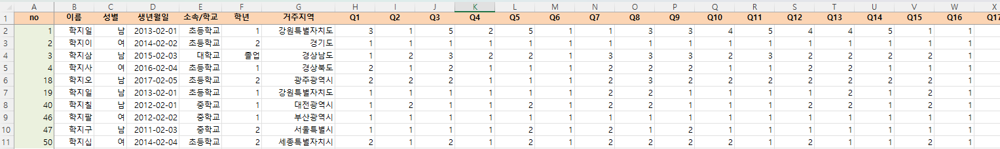 A B C D E F G H I J K L M N O P Q R S T U V W X
1 no 이름 성별 생년월일 소속/학교 학년 거주지역 Q1 Q2 Q3 Q4 Q5 Q6 Q7 Q8 Q9 Q10 Q11 Q12 Q13 Q14 Q15 Q16 Q17
2 1 학지일 남 2013-02-01 초등학교 1 강원특별자치도 3 1 5 2 5 1 1 3 3 4 5 4 4 5 1 1
3 2 학지이 여 2014-02-02 초등학교 2 경기도 1 1 1 1 1 1 1 1 1 1 1 1 1 1 1 1
4 3 학지삼 남 2015-02-03 대학교 졸업 경상남도 1 2 3 2 2 1 3 3 3 2 3 2 2 2 2 1
5 4 학지사 여 2016-02-04 초등학교 1 경상북도 2 1 2 1 1 1 2 2 2 1 1 2 2 1 1 1
6 18 학지오 남 2017-02-05 초등학교 2 광주광역시 2 2 2 1 1 1 2 3 2 2 2 2 2 2 2 1
7 19 학지일 남 2013-02-01 초등학교 1 강원특별자치도 1 1 1 1 1 1 2 2 1 1 1 1 2 1 2 1
8 40 학지칠 남 2012-02-01 중학교 1 대전광역시 1 2 1 1 2 2 2 2 1 1 1 2 2 1 2 1
9 46 학지팔 여 2012-02-02 중학교 1 부산광역시 1 1 1 1 1 1 1 1 1 1 1 1 1 1 1 1
10 47 학지구 남 2011-02-03 중학교 2 서울특별시 1 1 1 1 2 1 2 1 2 1 1 1 1 1 1 1
11 50 학지십 여 2014-02-04 초등학교 2 세종특별자치시 2 1 2 1 2 1 2 2 2 2 1 2 1 1 2 1